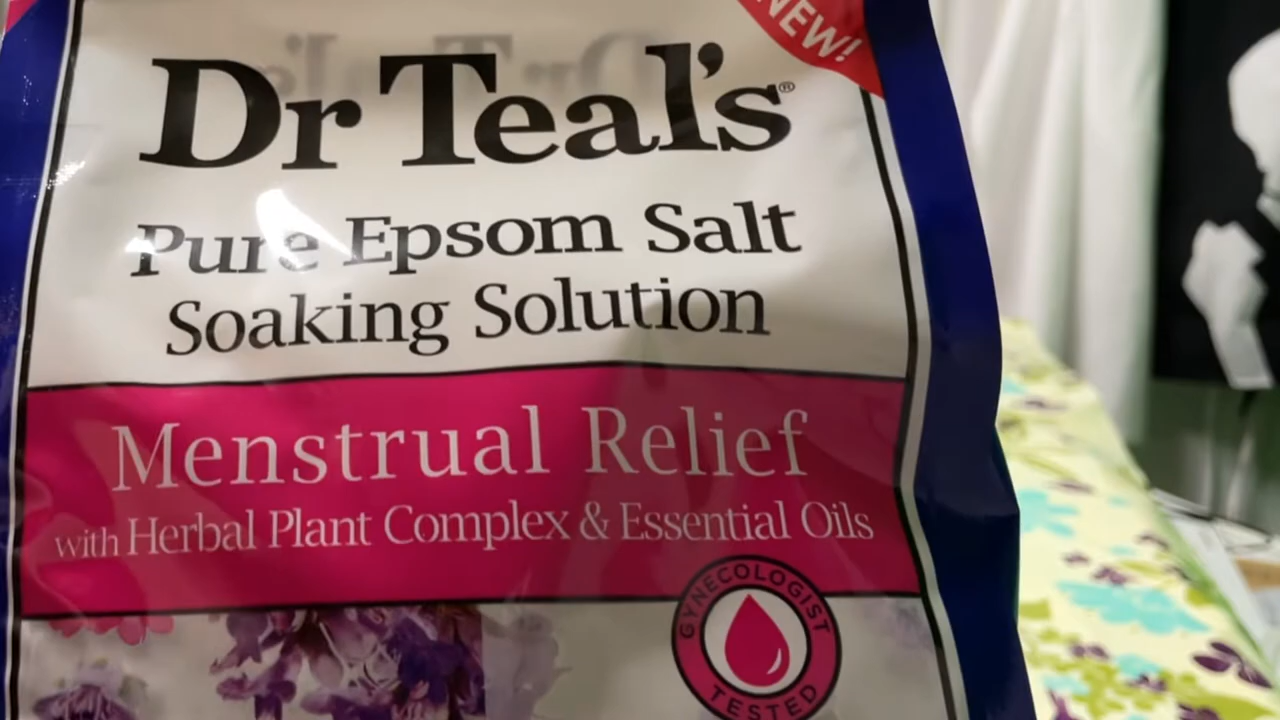 NEW!
Dr Teal's®
Pure Epsom Salt
Soaking Solution
Menstrual Relief
with Herbal Plant Complex & Essential Oils
GYNECOLOGIST
TESTED